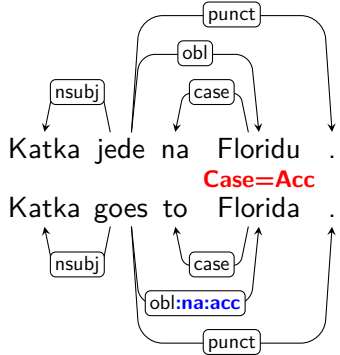 punct
obl
nsubj case
Katka jede na Floridu .
Case=Acc
Katka goes to Florida .
nsubj case
obl:na:acc
punct